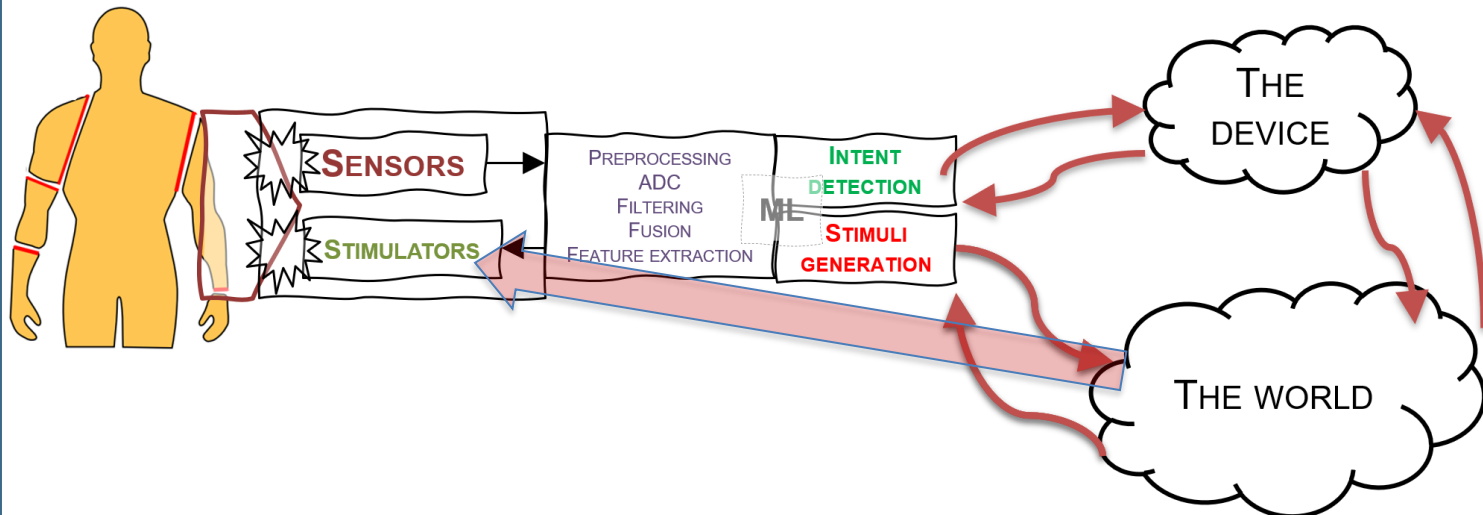 SENSORS
STIMULATORS
PREPROCESSING
ADC
FILTERING
FUSION
FEATURE EXTRACTION
ML
INTENT
DETECTION
STIMULI
GENERATION
THE
DEVICE
THE WORLD